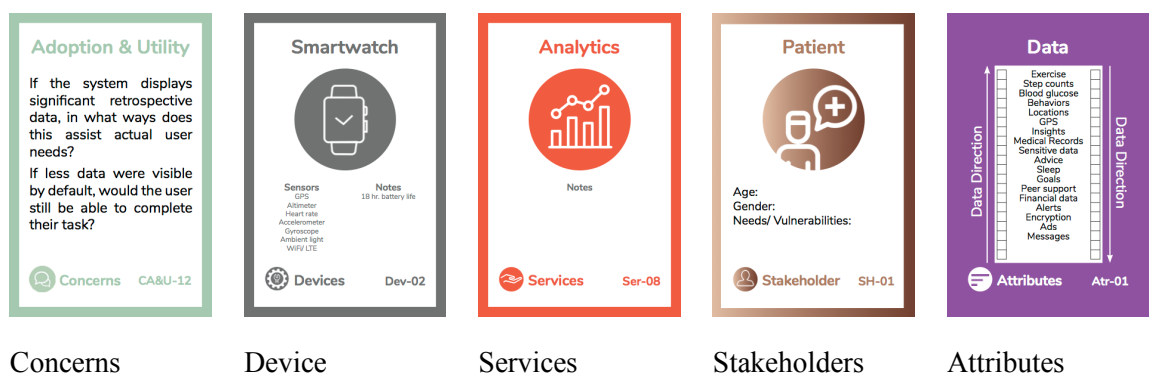 Adoption & Utility
If the system displays
significant retrospective
data, in what ways does
this assist actual user
needs?
If less data were visible
by default, would the user
still be able to complete
their task?
Concerns CA&U-12
Smartwatch
Sensors
GPS
Altimeter
Heart rate
Accelerometer
Gyroscope
Ambient light
WiFi/ LTE
Notes
18 hr. battery life
Devices Dev-02
Analytics
Notes
Services Ser-08
Patient
Age:
Gender:
Needs/ Vulnerabilities:
Stakeholder SH-01
Data
Data Direction
Exercise
Step counts
Blood glucose
Behaviors
Locations
GPS
Insights
Medical Records
Sensitive data
Advice
Sleep
Goals
Peer support
Financial data
Alerts
Encryption
Ads
Messages
Data Direction
Attributes Atr-01
Concerns
Device
Services
Stakeholders
Attributes